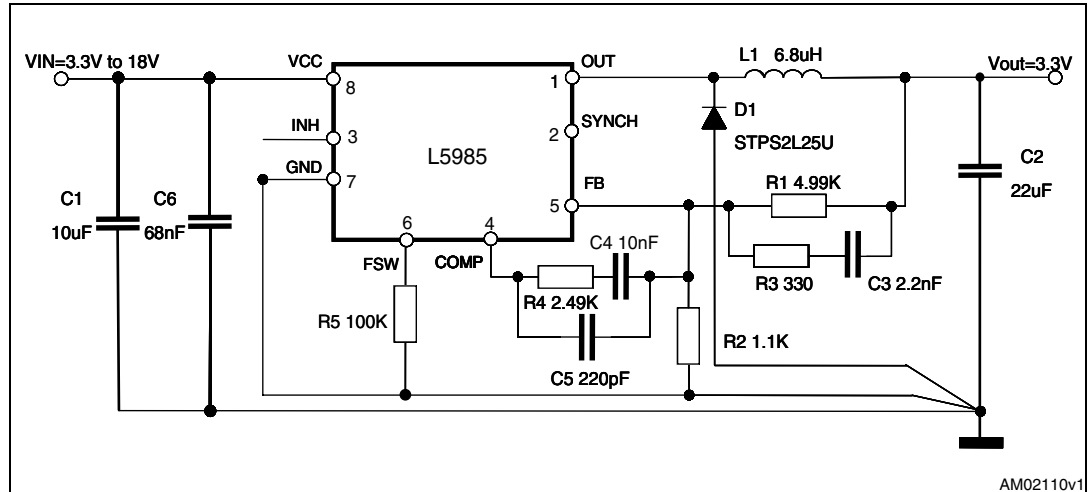 VIN=3.3V to 18V
VCC
8
OUT
1
L1 6.8uH
Vout=3.3V
INH
3
SYNCH
2
D1
STPS2L25U
L5985
GND
7
FB
5
R1 4.99K
C2
22uF
C1
10uF
C6
68nF
6
FSW
4
COMP
C4 10nF
R4 2.49K
R3 330
C3 2.2nF
R5 100K
R2 1.1K
C5 220pF
AM02110v1